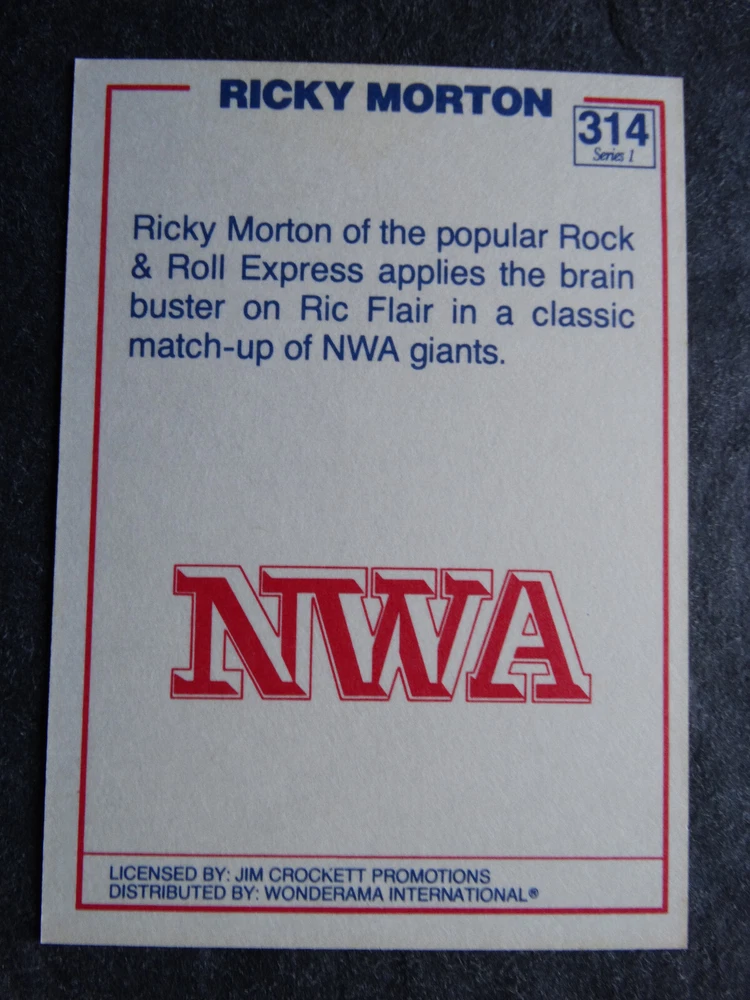 RICKY MORTON
314
Series 1
Ricky Morton of the popular Rock
& Roll Express applies the brain
buster on Ric Flair in a classic
match-up of NWA giants.
NWA
LICENSED BY: JIM CROCKETT PROMOTIONS
DISTRIBUTED BY: WONDERAMA INTERNATIONAL®